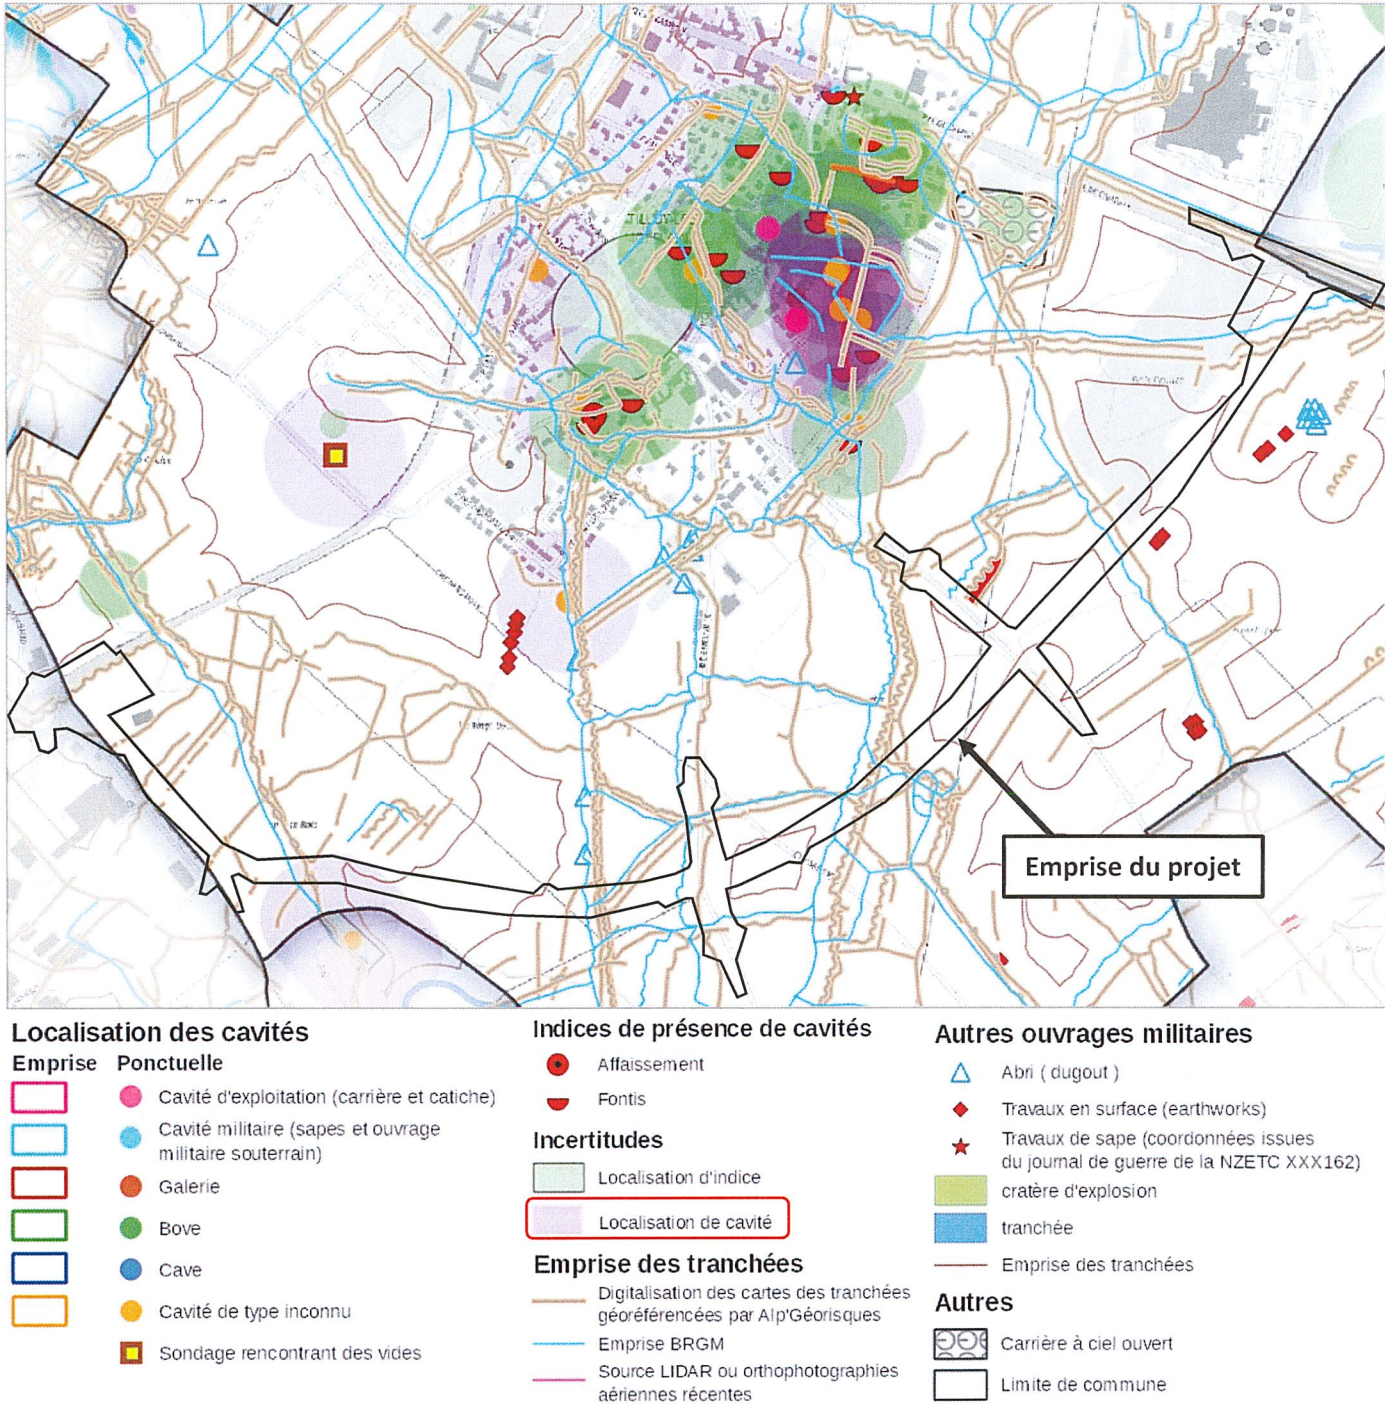 Emprise du projet
Localisation des cavités
Emprise Ponctuelle
Cavité d'exploitation (carrière et catiche)
Cavité militaire (sapes et ouvrage
militaire souterrain)
Galerie
Bove
Cave
Cavité de type inconnu
Sondage rencontrant des vides
Indices de présence de cavités
Affaissement
Fontis
Incertitudes
Localisation d'indice
Localisation de cavité
Emprise des tranchées
Digitalisation des cartes des tranchées
géoréférencées par Alp'Géorisques
Emprise BRGM
Source LIDAR ou orthophotographies
aériennes récentes
Autres ouvrages militaires
Abri ( dugout )
Travaux en surface (earthworks)
Travaux de sape (coordonnées issues
du journal de guerre de la NZETC XXX162)
cratère d'explosion
tranchée
Emprise des tranchées
Autres
Carrière à ciel ouvert
Limite de commune